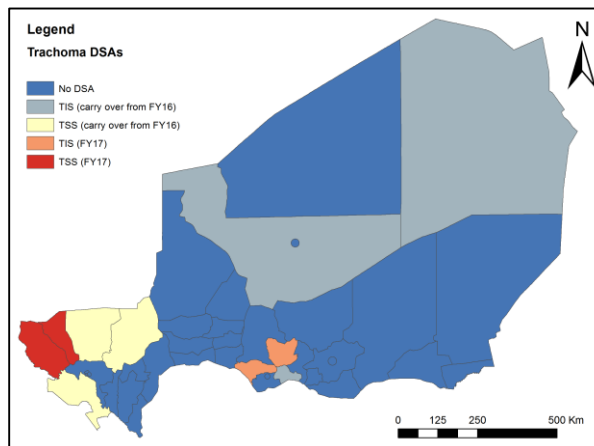 Legend
Trachoma DSAs
No DSA
TIS (carry over from FY16)
TSS (carry over from FY16)
TIS (FY17)
TSS (FY17)
N
0 125 250 500 KM